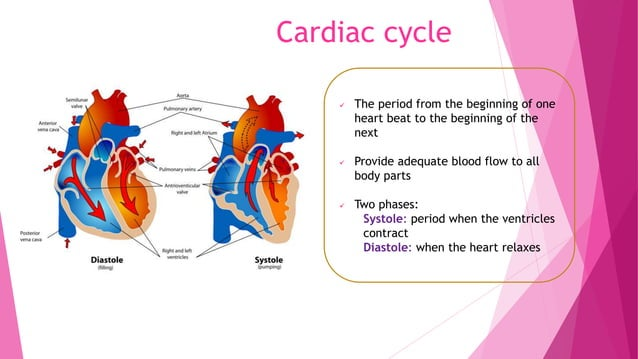 Cardiac cycle
Semilunar
valve
Aorta
Pulmonary artery
Anterior
vena cava
Right and left Atrium
Pulmonary veins
Antrioventicular
valve
Posterior
vena cava
Right and left
ventricles
Diastole
(filling)
Systole
(pumping)
✓ The period from the beginning of one
heart beat to the beginning of the
next
✓ Provide adequate blood flow to all
body parts
✓ Two phases:
Systole: period when the ventricles
contract
Diastole: when the heart relaxes